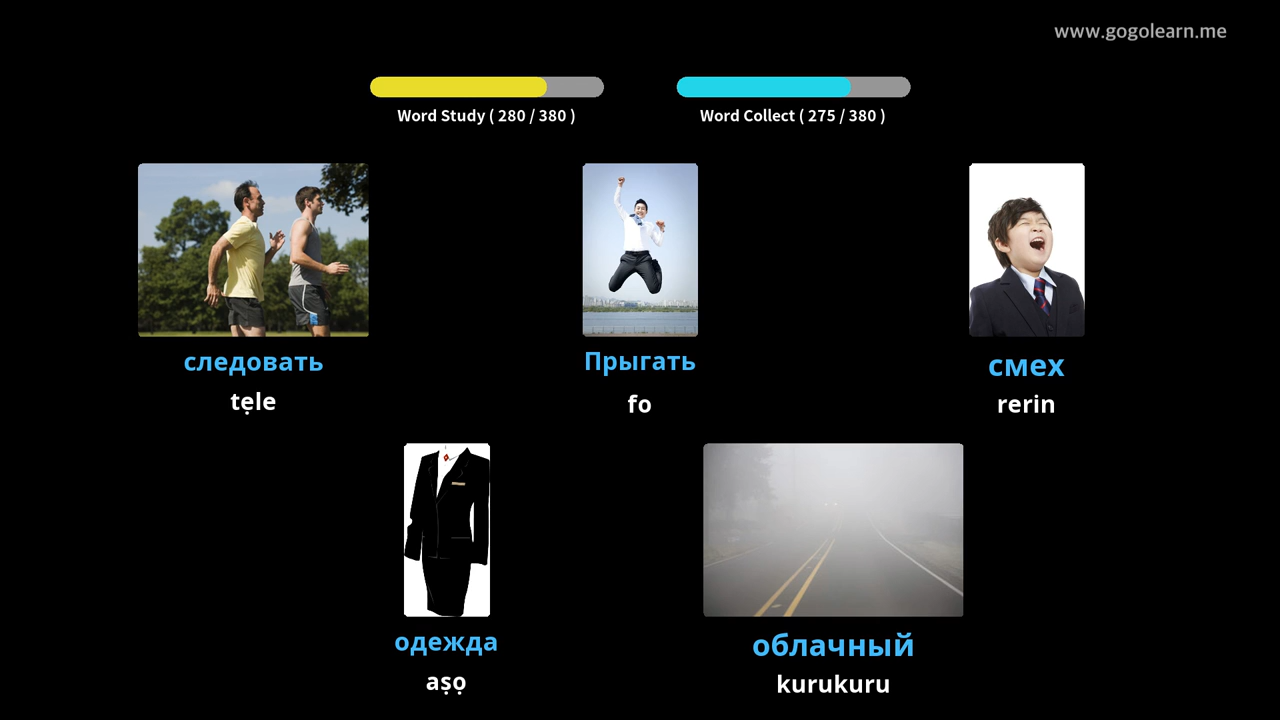 www.gogolearn.me
Word Study ( 280 / 380 )
Word Collect ( 275 / 380 )
следовать
tẹle
Прыгать
fo
смех
rerin
одежда
aṣọ
облачный
kurukuru